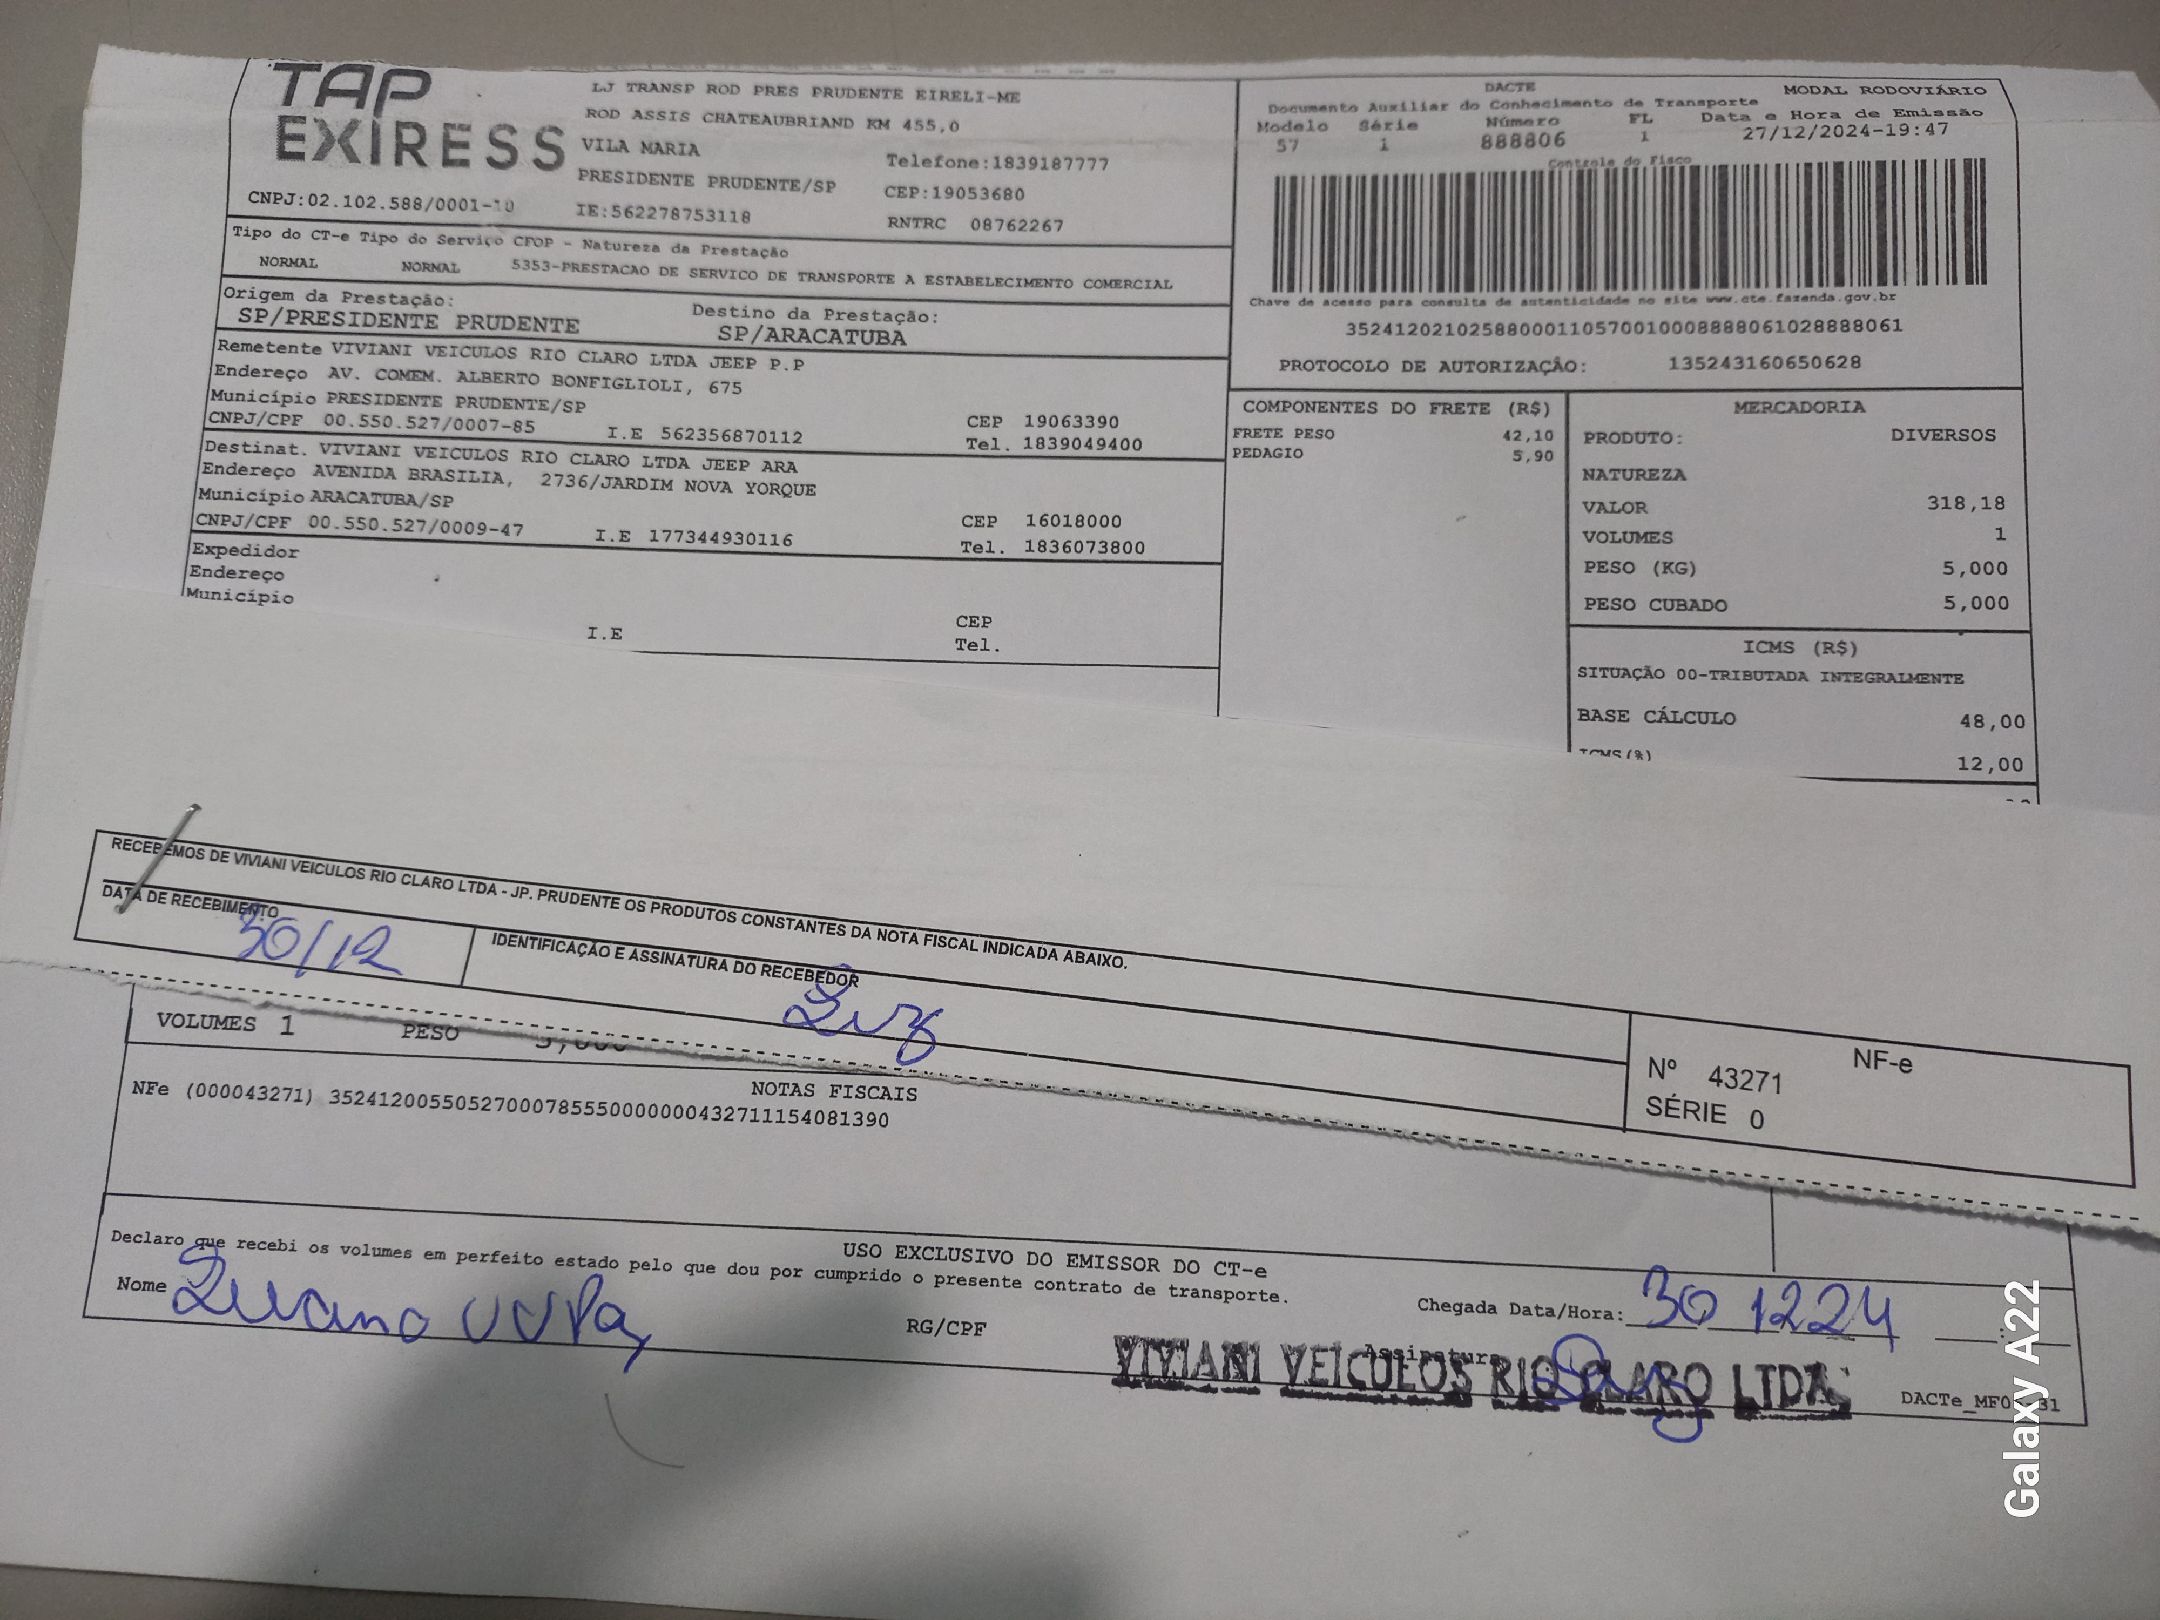 TAP
EXPRESS
LJ TRANSP ROD PRES PRUDENTE EIRELI-ME
ROD ASSIS CHATEAUBRIAND KM 455,0
VILA MARIA
Telefone:1839187777
PRESIDENTE PRUDENTE/SP
CEP:19053680
CNPJ:02.102.588/0001-10
IE:562278753118
RNTRC 08762267
DACTE
MODAL RODOVIÁRIO
Documento Auxiliar do Conhecimento de Transporte
Modelo Série Número FL Data e Hora de Emissão
57 1 888806 1 27/12/2024-19:47
Controle do Fisco
Chave de acesso para consulta de autenticidade no site www.cte.fazenda.gov.br
35241202102588000110570010008888061028888061
PROTOCOLO DE AUTORIZAÇÂO: 135243160650628
Tipo do CT-e Tipo do Serviço CFOP - Natureza da Prestação
NORMAL NORMAL 5353-PRESTACAO DE SERVICO DE TRANSPORTE A ESTABELECIMENTO COMERCIAL
Origem da Prestação: Destino da Prestação:
SP/PRESIDENTE PRUDENTE SP/ARACATUBA
Remetente VIVIANI VEICULOS RIO CLARO LTDA JEEP P.P
Endereço AV. COMEM. ALBERTO BONFIGLIOLI, 675
Município PRESIDENTE PRUDENTE/SP CEP 19063390
CNPJ/CPF 00.550.527/0007-85 I.E 562356870112 Tel. 1839049400
Destinat. VIVIANI VEICULOS RIO CLARO LTDA JEEP ARA
Endereço AVENIDA BRASILIA, 2736/JARDIM NOVA YORQUE
Município ARACATUBA/SP CEP 16018000
CNPJ/CPF 00.550.527/0009-47 I.E 177344930116 Tel. 1836073800
Expedidor
Endereço
Município CEP
I.E Tel.
COMPONENTES DO FRETE (R$)
FRETE PESO 42,10
PEDAGIO 5,90
MERCADORIA
PRODUTO: DIVERSOS
NATUREZA
VALOR 318,18
VOLUMES 1
PESO (KG) 5,000
PESO CUBADO 5,000
ICMS (R$)
SITUAÇÃO 00-TRIBUTADA INTEGRALMENTE
BASE CÁLCULO 48,00
ICMS(%) 12,00
RECEBEMOS DE VIVIANI VEICULOS RIO CLARO LTDA - JP. PRUDENTE OS PRODUTOS CONSTANTES DA NOTA FISCAL INDICADA ABAIXO.
DATA DE RECEBIMENTO
30/12
IDENTIFICAÇÃO E ASSINATURA DO RECEBEDOR
Luz
NF-e
Nº 43271
SÉRIE 0
VOLUMES 1 PESO 5,000
NOTAS FISCAIS
NFe (000043271) 35241200550527000785550000000432711154081390
USO EXCLUSIVO DO EMISSOR DO CT-e
Declaro que recebi os volumes em perfeito estado pelo que dou por cumprido o presente contrato de transporte.
Nome
RG/CPF
Chegada Data/Hora: 30 12 24
Assinatura
VIVIANI VEICULOS RIO CLARO LTDA
Galaxy A22